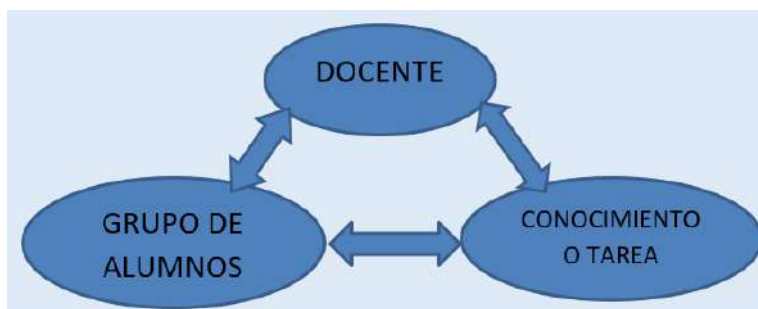 DOCENTE
GRUPO DE
ALUMNOS
CONOCIMIENTO
O TAREA